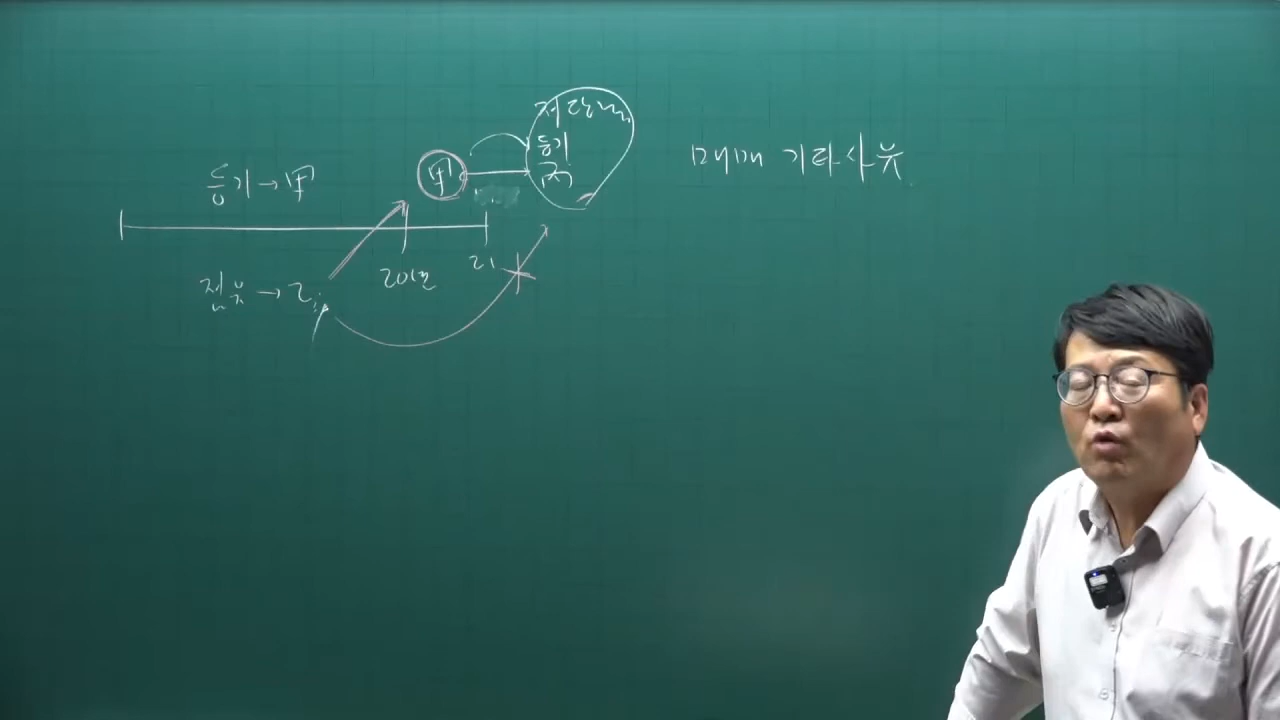 등기 → 甲
점유 → 乙
20년
21
甲
저당권
등기
丙
매매 기타사유